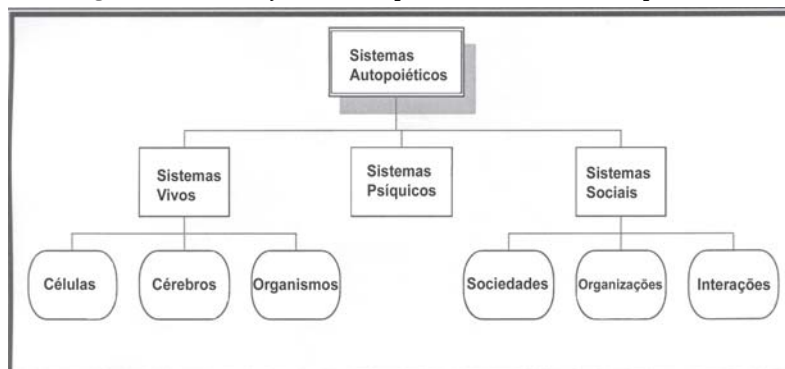 Sistemas
Autopoiéticos
Sistemas
Vivos
Sistemas
Psíquicos
Sistemas
Sociais
Células
Cérebros
Organismos
Sociedades
Organizações
Interações